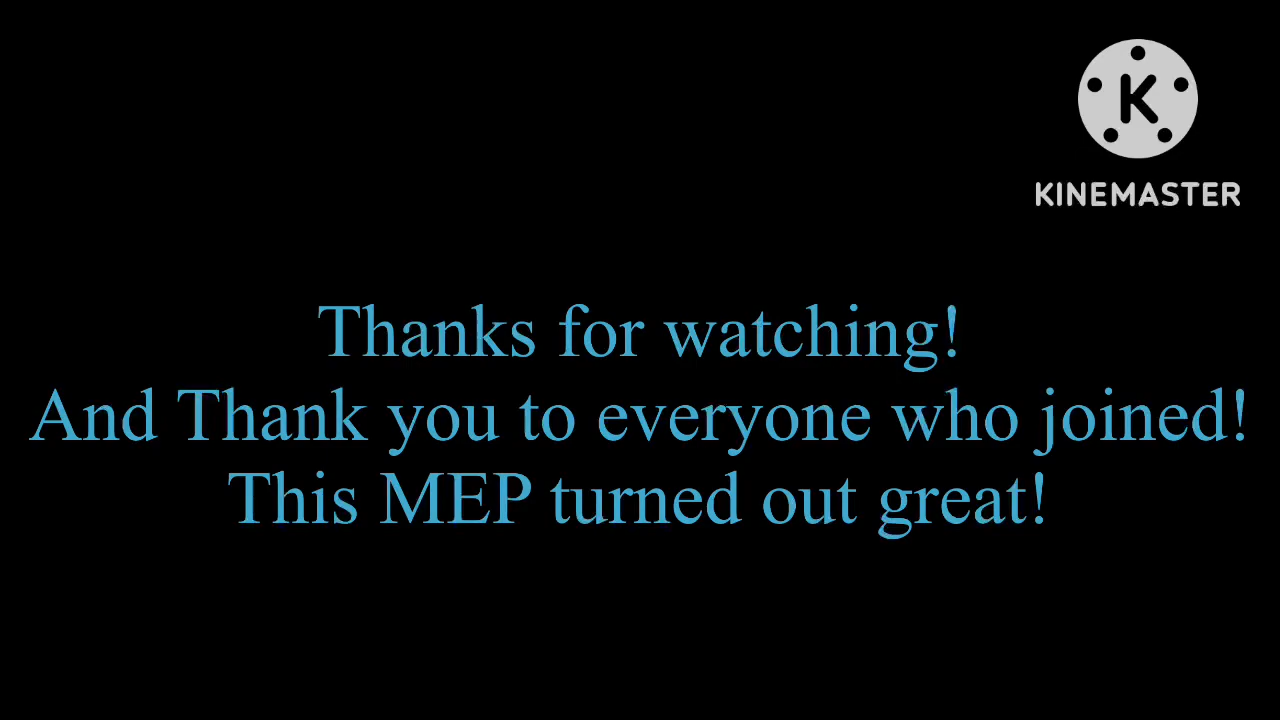 K
KINEMASTER
Thanks for watching!
And Thank you to everyone who joined!
This MEP turned out great!